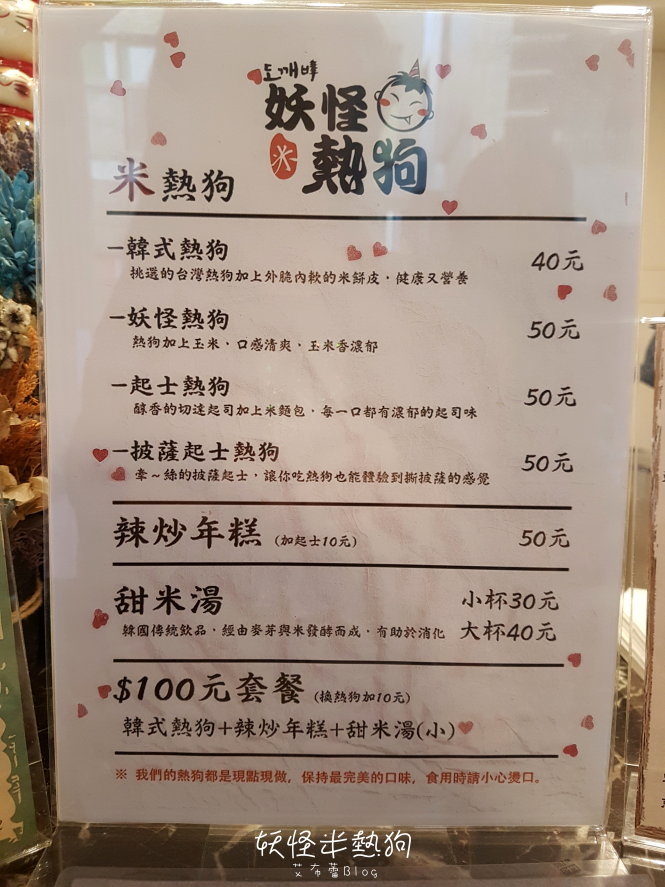 도깨비
妖怪
米 熱狗
米熱狗
–韓式熱狗 40元
挑選的台灣熱狗加上外脆內軟的米餅皮，健康又營養
–妖怪熱狗 50元
熱狗加上玉米，口感清爽、玉米香濃郁
–起士熱狗 50元
醇香的切達起司加上米麵包，每一口都有濃郁的起司味
–披薩起士熱狗 50元
牽～絲的披薩起士，讓你吃熱狗也能體驗到撕披薩的感覺
辣炒年糕 (加起士10元) 50元
甜米湯 小杯30元
韓國傳統飲品，經由麥芽與米發酵而成，有助於消化 大杯40元
$100元套餐 (換熱狗加10元)
韓式熱狗+辣炒年糕+甜米湯(小)
※ 我們的熱狗都是現點現做，保持最完美的口味，食用時請小心燙口。
妖怪米熱狗
艾布蕾Blog